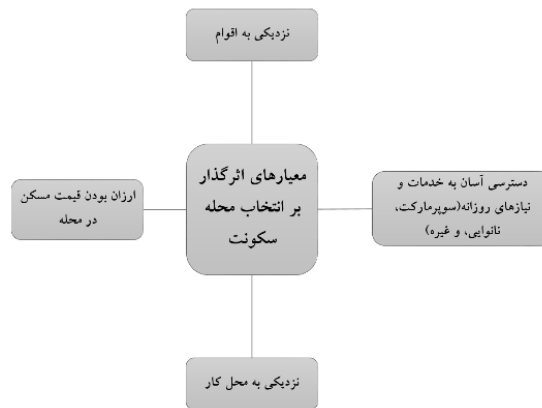 نزدیکی به اقوام
معیارهای اثرگذار
بر انتخاب محله
سکونت
دسترسی آسان به خدمات و
نیازهای روزانه(سوپرمارکت،
نانوایی، و غیره)
ارزان بودن قیمت مسکن
در محله
نزدیکی به محل کار